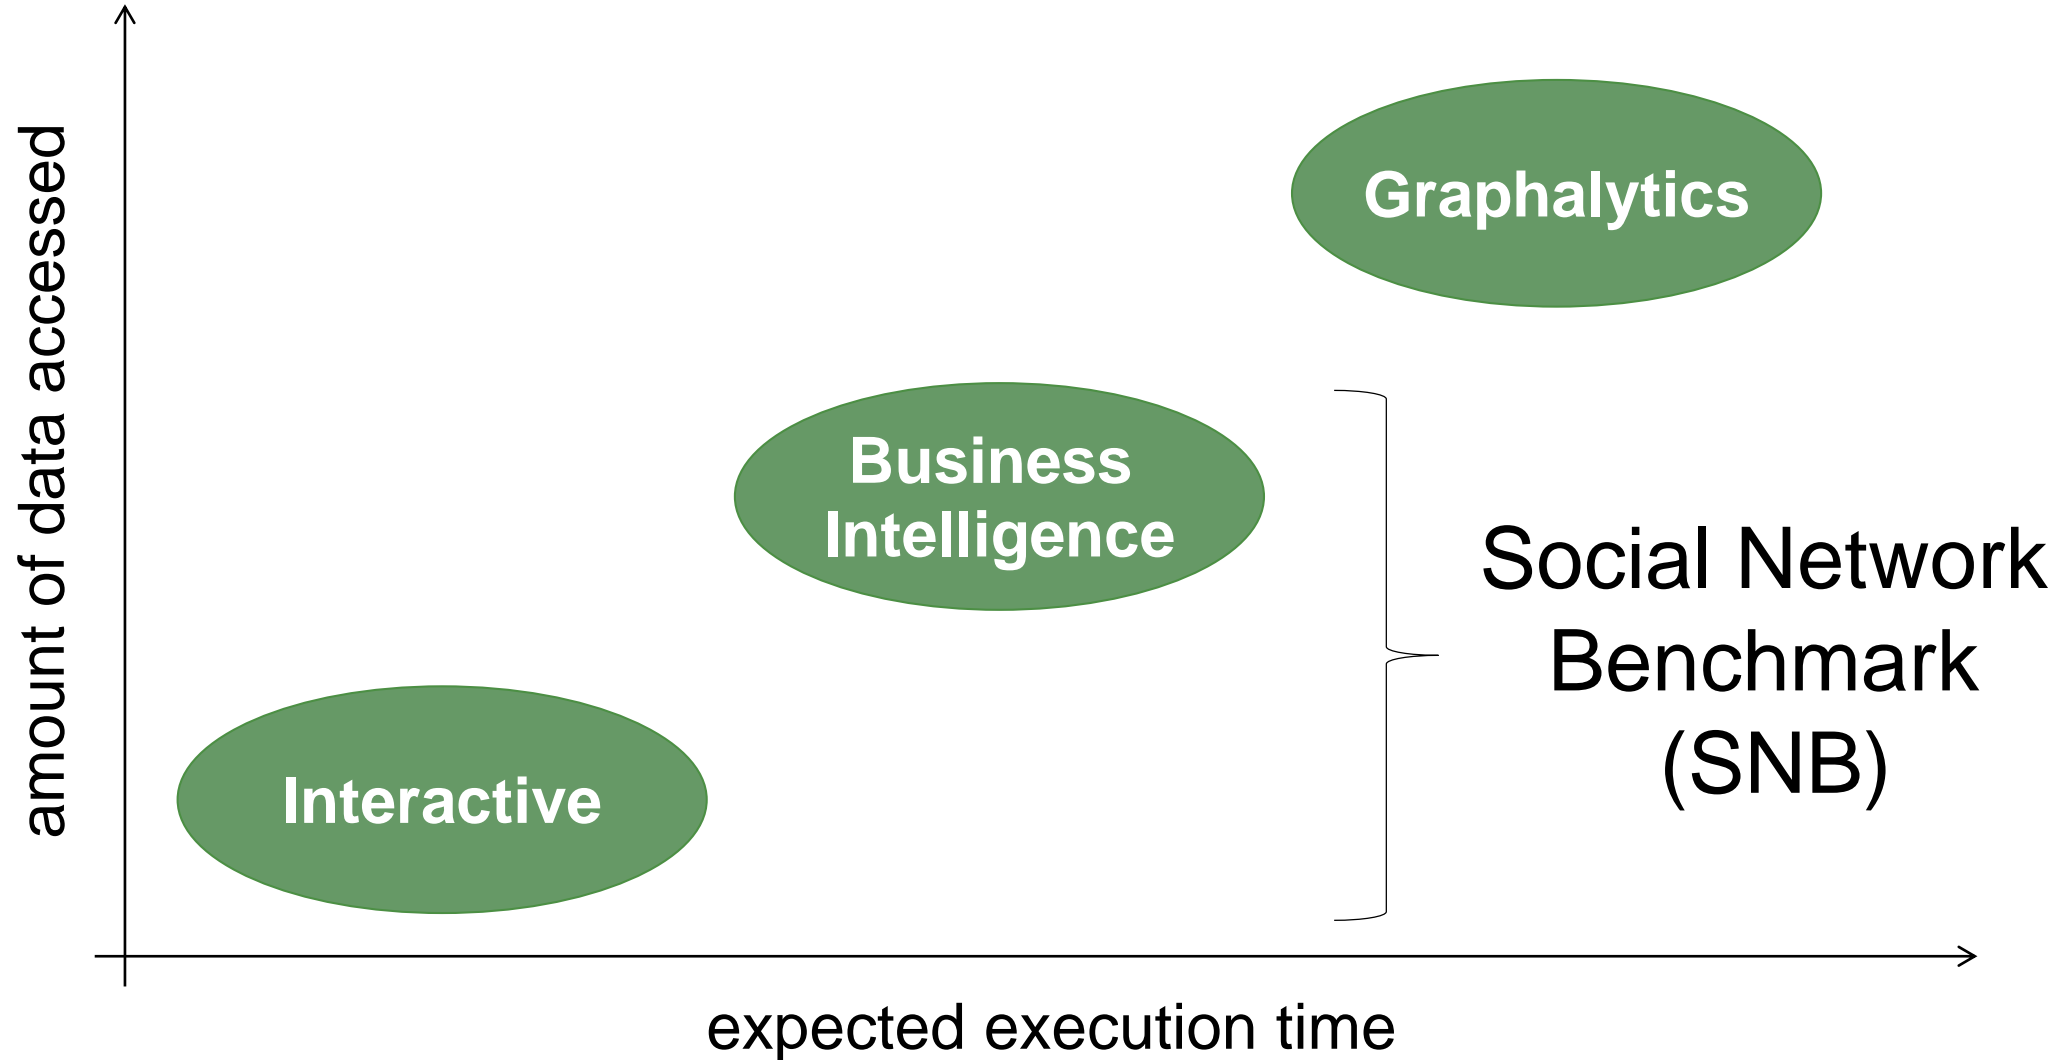 amount of data accessed
Graphalytics
Business
Intelligence
Social Network
Benchmark
(SNB)
Interactive
expected execution time